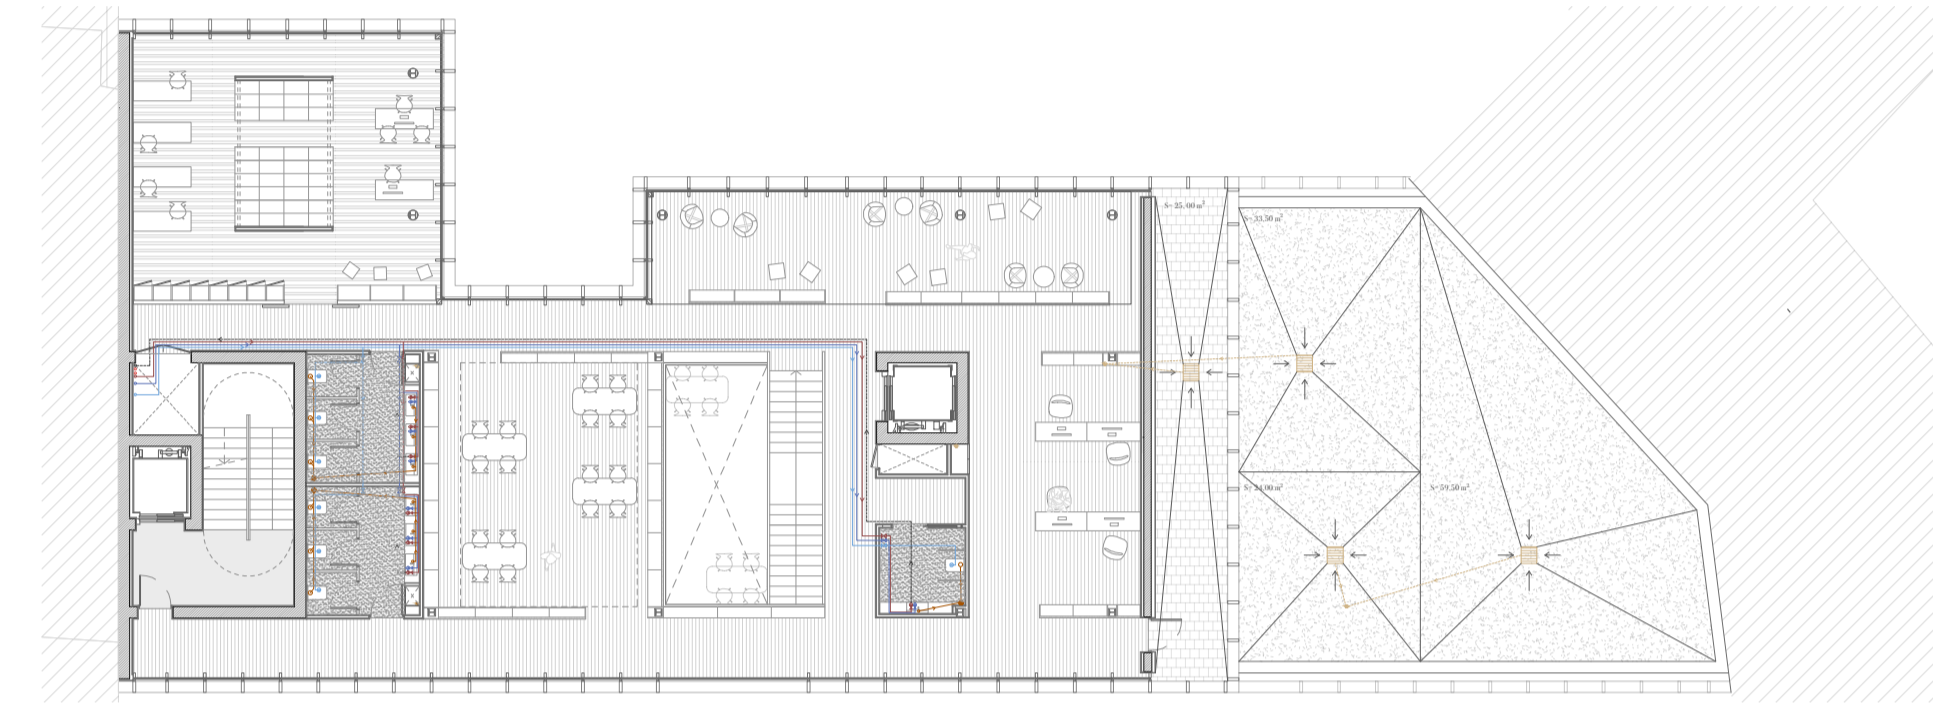 S= 25,00 m²
S= 33,50 m²
S= 24,00 m²
S= 59,50 m²